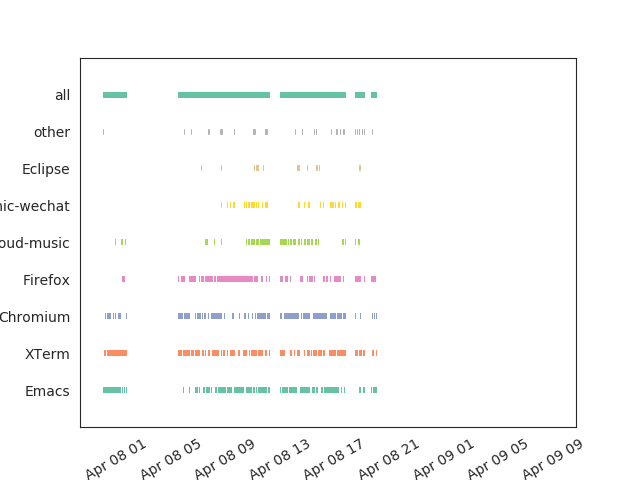 all
other
Eclipse
nic-wechat
oud-music
Firefox
Chromium
XTerm
Emacs
Apr 08 01
Apr 08 05
Apr 08 09
Apr 08 13
Apr 08 17
Apr 08 21
Apr 09 01
Apr 09 05
Apr 09 09